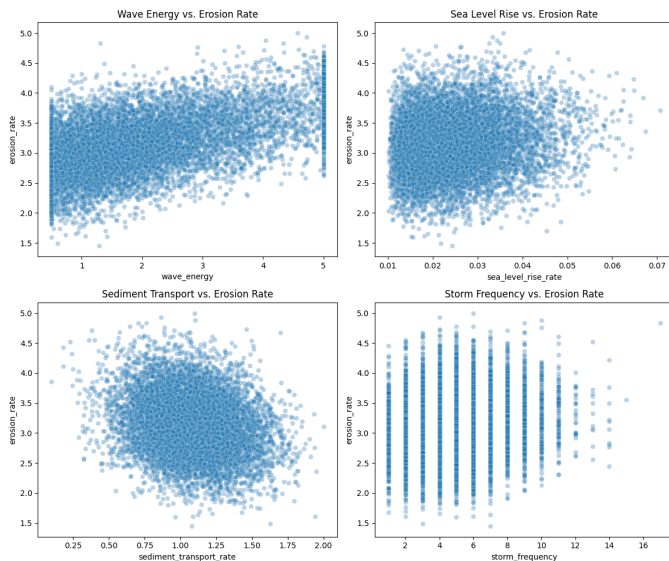 Wave Energy vs. Erosion Rate
erosion_rate
5.0
4.5
4.0
3.5
3.0
2.5
2.0
1.5
1 2 3 4 5
wave_energy
Sea Level Rise vs. Erosion Rate
erosion_rate
5.0
4.5
4.0
3.5
3.0
2.5
2.0
1.5
0.01 0.02 0.03 0.04 0.05 0.06 0.07
sea_level_rise_rate
Sediment Transport vs. Erosion Rate
erosion_rate
5.0
4.5
4.0
3.5
3.0
2.5
2.0
1.5
0.25 0.50 0.75 1.00 1.25 1.50 1.75 2.00
sediment_transport_rate
Storm Frequency vs. Erosion Rate
erosion_rate
5.0
4.5
4.0
3.5
3.0
2.5
2.0
1.5
2 4 6 8 10 12 14 16
storm_frequency